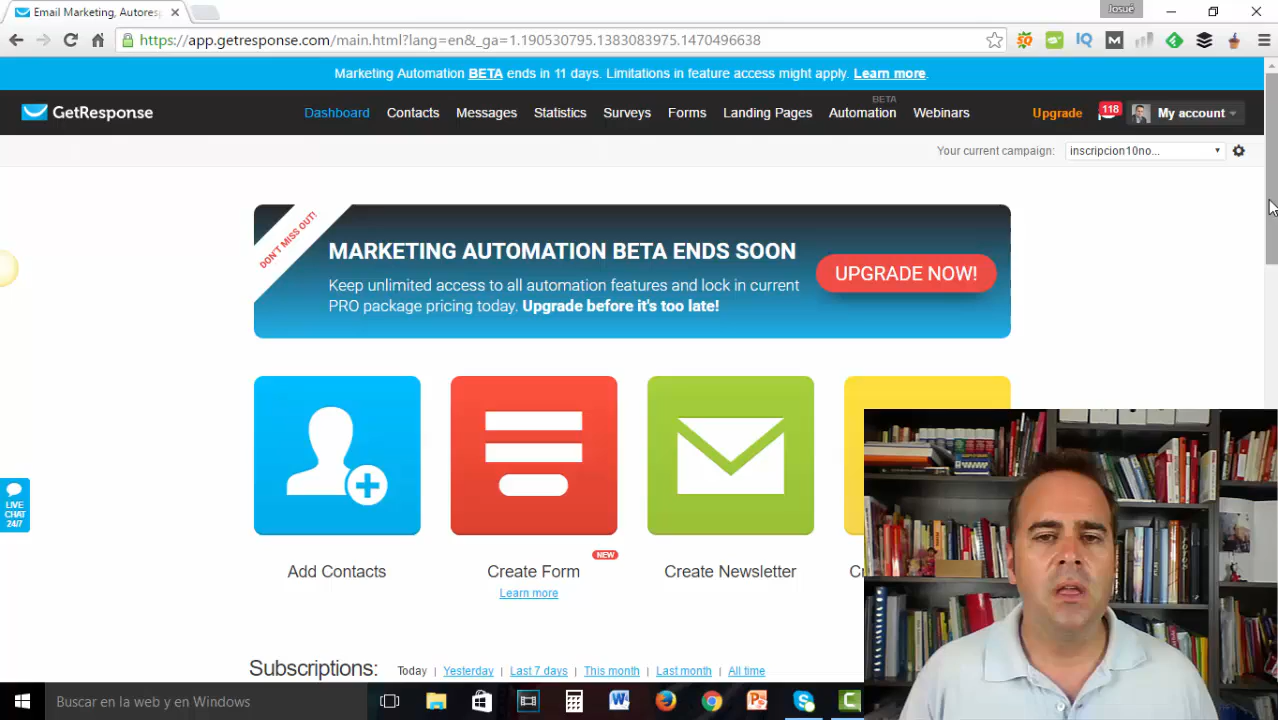 Email Marketing, Autoresp
Josué
https://app.getresponse.com/main.html?lang=en&_ga=1.190530795.1383083975.1470496638
Marketing Automation BETA ends in 11 days. Limitations in feature access might apply. Learn more.
GetResponse
Dashboard Contacts Messages Statistics Surveys Forms Landing Pages Automation BETA Webinars Upgrade 118 My account
Your current campaign: inscripcion10no...
DON'T MISS OUT!
MARKETING AUTOMATION BETA ENDS SOON
Keep unlimited access to all automation features and lock in current
PRO package pricing today. Upgrade before it's too late!
UPGRADE NOW!
LIVE
CHAT
24/7
NEW
Add Contacts Create Form Create Newsletter
Learn more
Subscriptions: Today | Yesterday | Last 7 days | This month | Last month | All time
Buscar en la web y en Windows